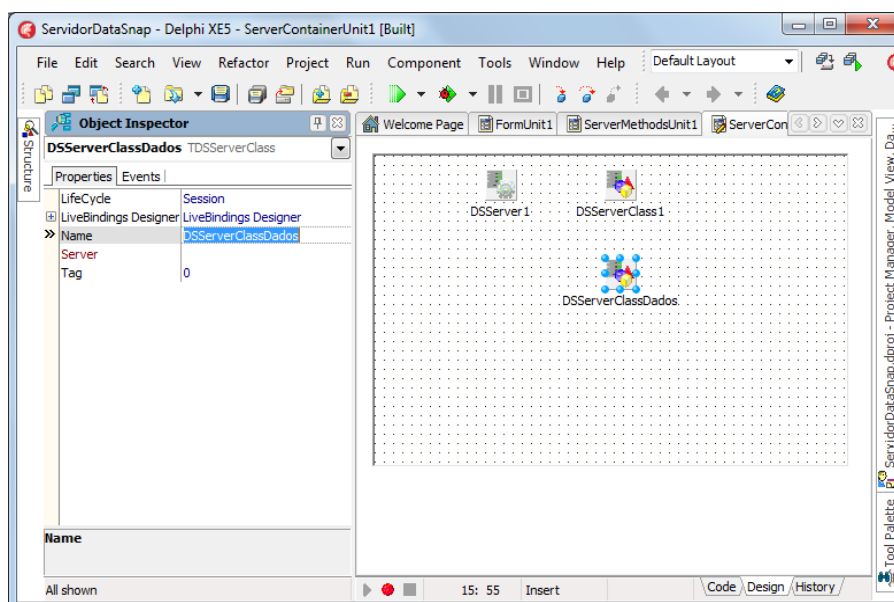 ServidorDataSnap - Delphi XE5 - ServerContainerUnit1 [Built]
File Edit Search View Refactor Project Run Component Tools Window Help Default Layout
Object Inspector
Welcome Page FormUnit1 ServerMethodsUnit1 ServerCon
DSServerClassDados TDSServerClass
Properties Events
LifeCycle Session
LiveBindings Designer LiveBindings Designer
Name DSServerClassDados
Server
Tag 0
Name
All shown
Structure
DSServer1 DSServerClass1
DSServerClassDados
15: 55 Insert Code Design History
ServidorDataSnap.dproj - Project Manager, Model View, Da...
Tool Palette